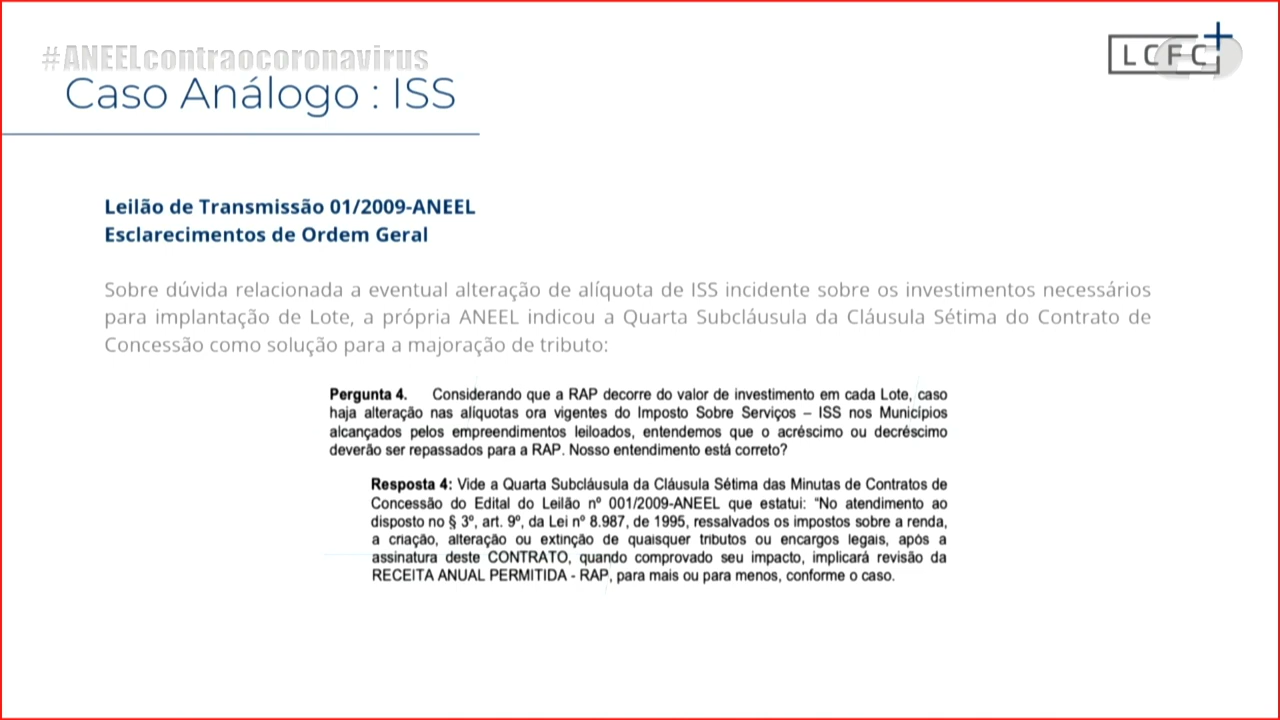 #ANEELcontraocoronavirus
LCFC
Caso Análogo : ISS
Leilão de Transmissão 01/2009-ANEEL
Esclarecimentos de Ordem Geral
Sobre dúvida relacionada a eventual alteração de alíquota de ISS incidente sobre os investimentos necessários
para implantação de Lote, a própria ANEEL indicou a Quarta Subcláusula da Cláusula Sétima do Contrato de
Concessão como solução para a majoração de tributo:
Pergunta 4. Considerando que a RAP decorre do valor de investimento em cada Lote, caso
haja alteração nas alíquotas ora vigentes do Imposto Sobre Serviços – ISS nos Municípios
alcançados pelos empreendimentos leiloados, entendemos que o acréscimo ou decréscimo
deverão ser repassados para a RAP. Nosso entendimento está correto?
Resposta 4: Vide a Quarta Subcláusula da Cláusula Sétima das Minutas de Contratos de
Concessão do Edital do Leilão nº 001/2009-ANEEL que estatui: “No atendimento ao
disposto no § 3º, art. 9º, da Lei nº 8.987, de 1995, ressalvados os impostos sobre a renda,
a criação, alteração ou extinção de quaisquer tributos ou encargos legais, após a
assinatura deste CONTRATO, quando comprovado seu impacto, implicará revisão da
RECEITA ANUAL PERMITIDA - RAP, para mais ou para menos, conforme o caso.